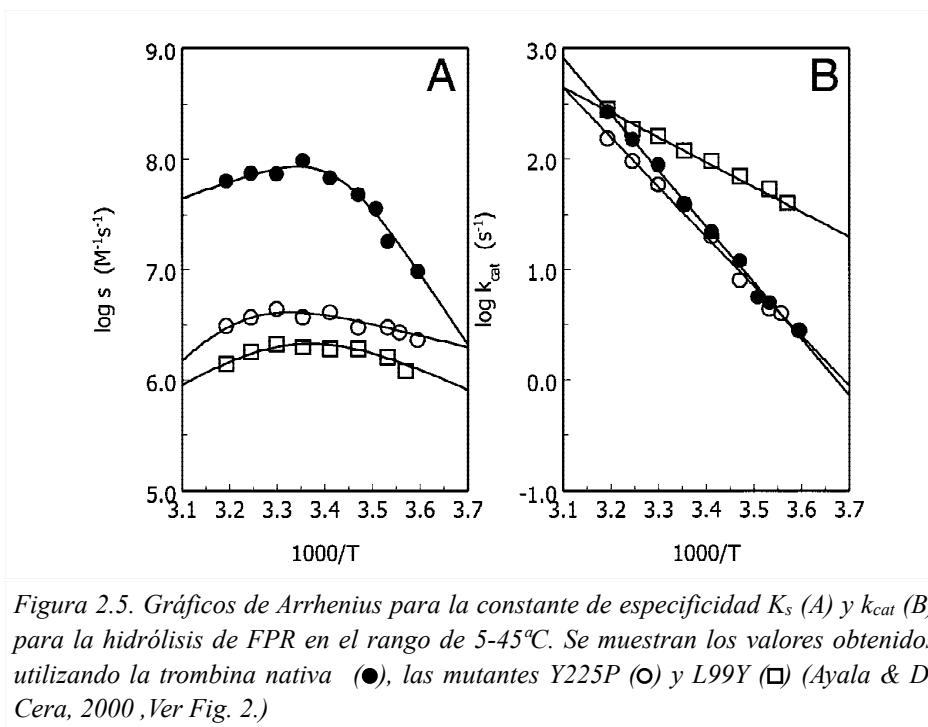 A
B
9.0
8.0
7.0
6.0
5.0
log s (M⁻¹s⁻¹)
3.1 3.2 3.3 3.4 3.5 3.6 3.7
1000/T
3.0
2.0
1.0
0.0
-1.0
log k_cat (s⁻¹)
3.1 3.2 3.3 3.4 3.5 3.6 3.7
1000/T
Figura 2.5. Gráficos de Arrhenius para la constante de especificidad Kₛ (A) y k_cat (B)
para la hidrólisis de FPR en el rango de 5-45ºC. Se muestran los valores obtenidos
utilizando la trombina nativa (●), las mutantes Y225P (○) y L99Y (□) (Ayala & D
Cera, 2000 ,Ver Fig. 2.)